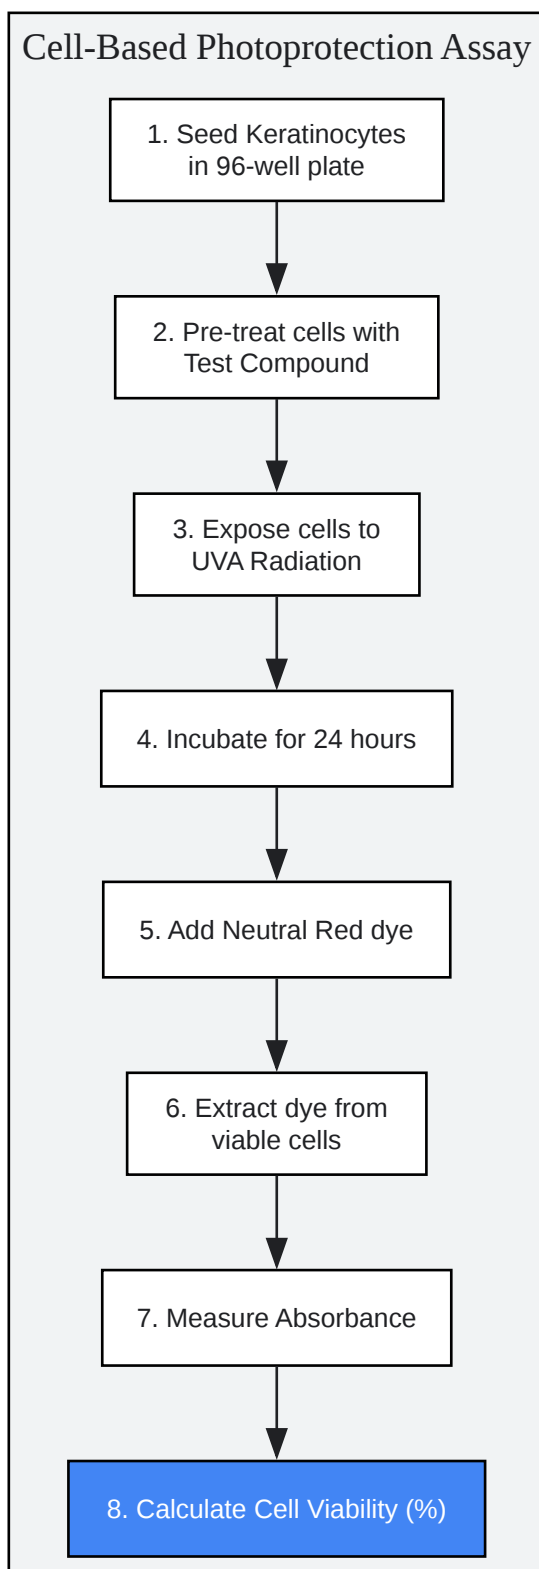 Cell-Based Photoprotection Assay
1. Seed Keratinocytes
in 96-well plate
2. Pre-treat cells with
Test Compound
3. Expose cells to
UVA Radiation
4. Incubate for 24 hours
5. Add Neutral Red dye
6. Extract dye from
viable cells
7. Measure Absorbance
8. Calculate Cell Viability (%)